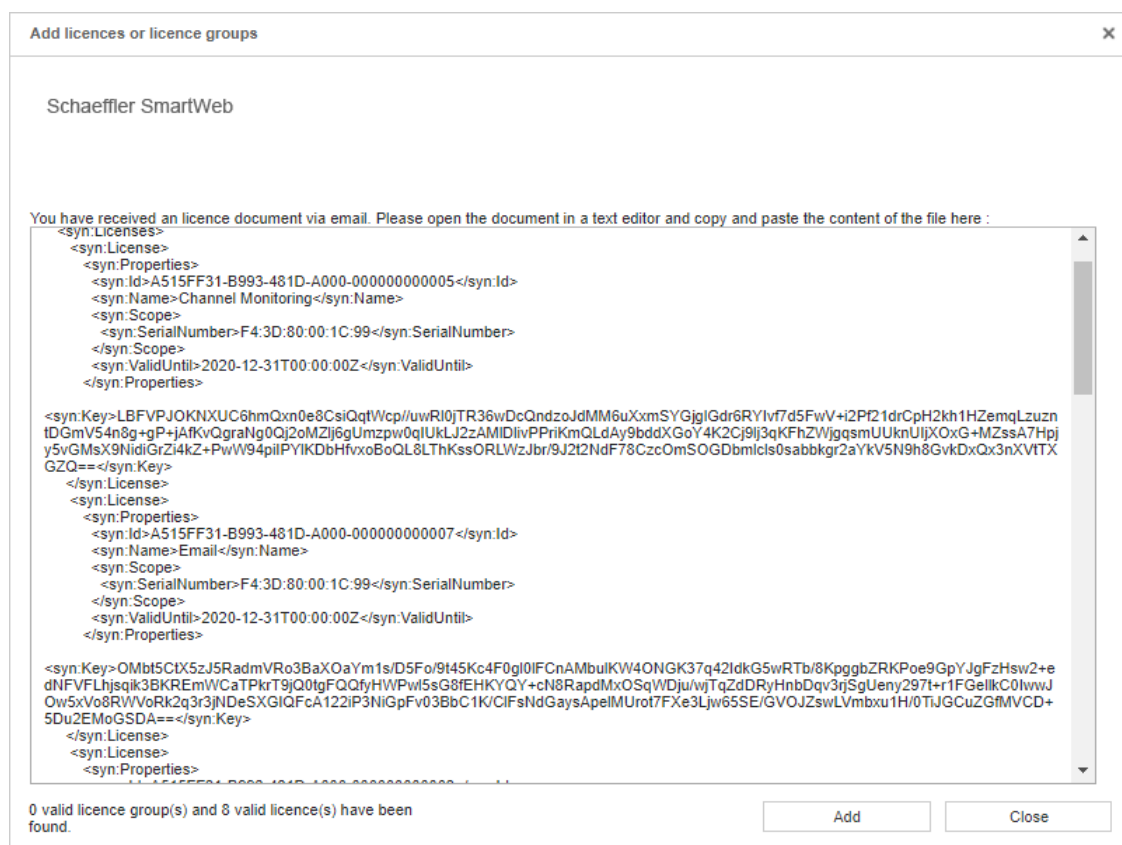 Add licences or licence groups
Schaeffler SmartWeb
You have received an licence document via email. Please open the document in a text editor and copy and paste the content of the file here :
<syn:Licenses>
<syn:License>
<syn:Properties>
<syn:Id>A515FF31-B993-481D-A000-000000000005</syn:Id>
<syn:Name>Channel Monitoring</syn:Name>
<syn:Scope>
<syn:SerialNumber>F4:3D:80:00:1C:99</syn:SerialNumber>
</syn:Scope>
<syn:ValidUntil>2020-12-31T00:00:00Z</syn:ValidUntil>
</syn:Properties>
<syn:Key>LBFVPJOKNXUC6hmQxn0e8CsiQqtWcp//uwRl0jTR36wDcQndzoJdMM6uXxmSYGjglGdr6RYIvf7d5FwV+i2Pf21drCpH2kh1HZemqLzuzn
tDGmV54n8g+gP+jAfKvQgraNg0Qj2oMZlj6gUmzpw0qIUkLJ2zAMIDlivPPriKmQLdAy9bddXGoY4K2Cj9lj3qKFhZWjgqsmUUknUljXOxG+MZssA7Hpj
y5vGMsX9NidiGrZi4kZ+PwW94pilPYlKDbHfvxoBoQL8LThKssORLWzJbr/9J2t2NdF78CzcOmSOGDbmlcls0sabbkgr2aYkV5N9h8GvkDxQx3nXVtTX
GZQ==</syn:Key>
</syn:License>
<syn:License>
<syn:Properties>
<syn:Id>A515FF31-B993-481D-A000-000000000007</syn:Id>
<syn:Name>Email</syn:Name>
<syn:Scope>
<syn:SerialNumber>F4:3D:80:00:1C:99</syn:SerialNumber>
</syn:Scope>
<syn:ValidUntil>2020-12-31T00:00:00Z</syn:ValidUntil>
</syn:Properties>
<syn:Key>OMbt5CtX5zJ5RadmVRo3BaXOaYm1s/D5Fo/9t45Kc4F0gl0lFCnAMbulKW4ONGK37q42IdkG5wRTb/8KpggbZRKPoe9GpYJgFzHsw2+e
dNFVFLhjsqik3BKREmWCaTPkrT9jQ0tgFQQfyHWPwl5sG8fEHKYQY+cN8RapdMxOSqWDju/wjTqZdDRyHnbDqv3rjSgUeny297t+r1FGellkC0IwwJ
Ow5xVo8RWVoRk2q3r3jNDeSXGIQFcA122iP3NiGpFv03BbC1K/ClFsNdGaysApelMUrot7FXe3Ljw65SE/GVOJZswLVmbxu1H/0TiJGCuZGfMVCD+
5Du2EMoGSDA==</syn:Key>
</syn:License>
<syn:License>
<syn:Properties>
0 valid licence group(s) and 8 valid licence(s) have been
found.
Add
Close